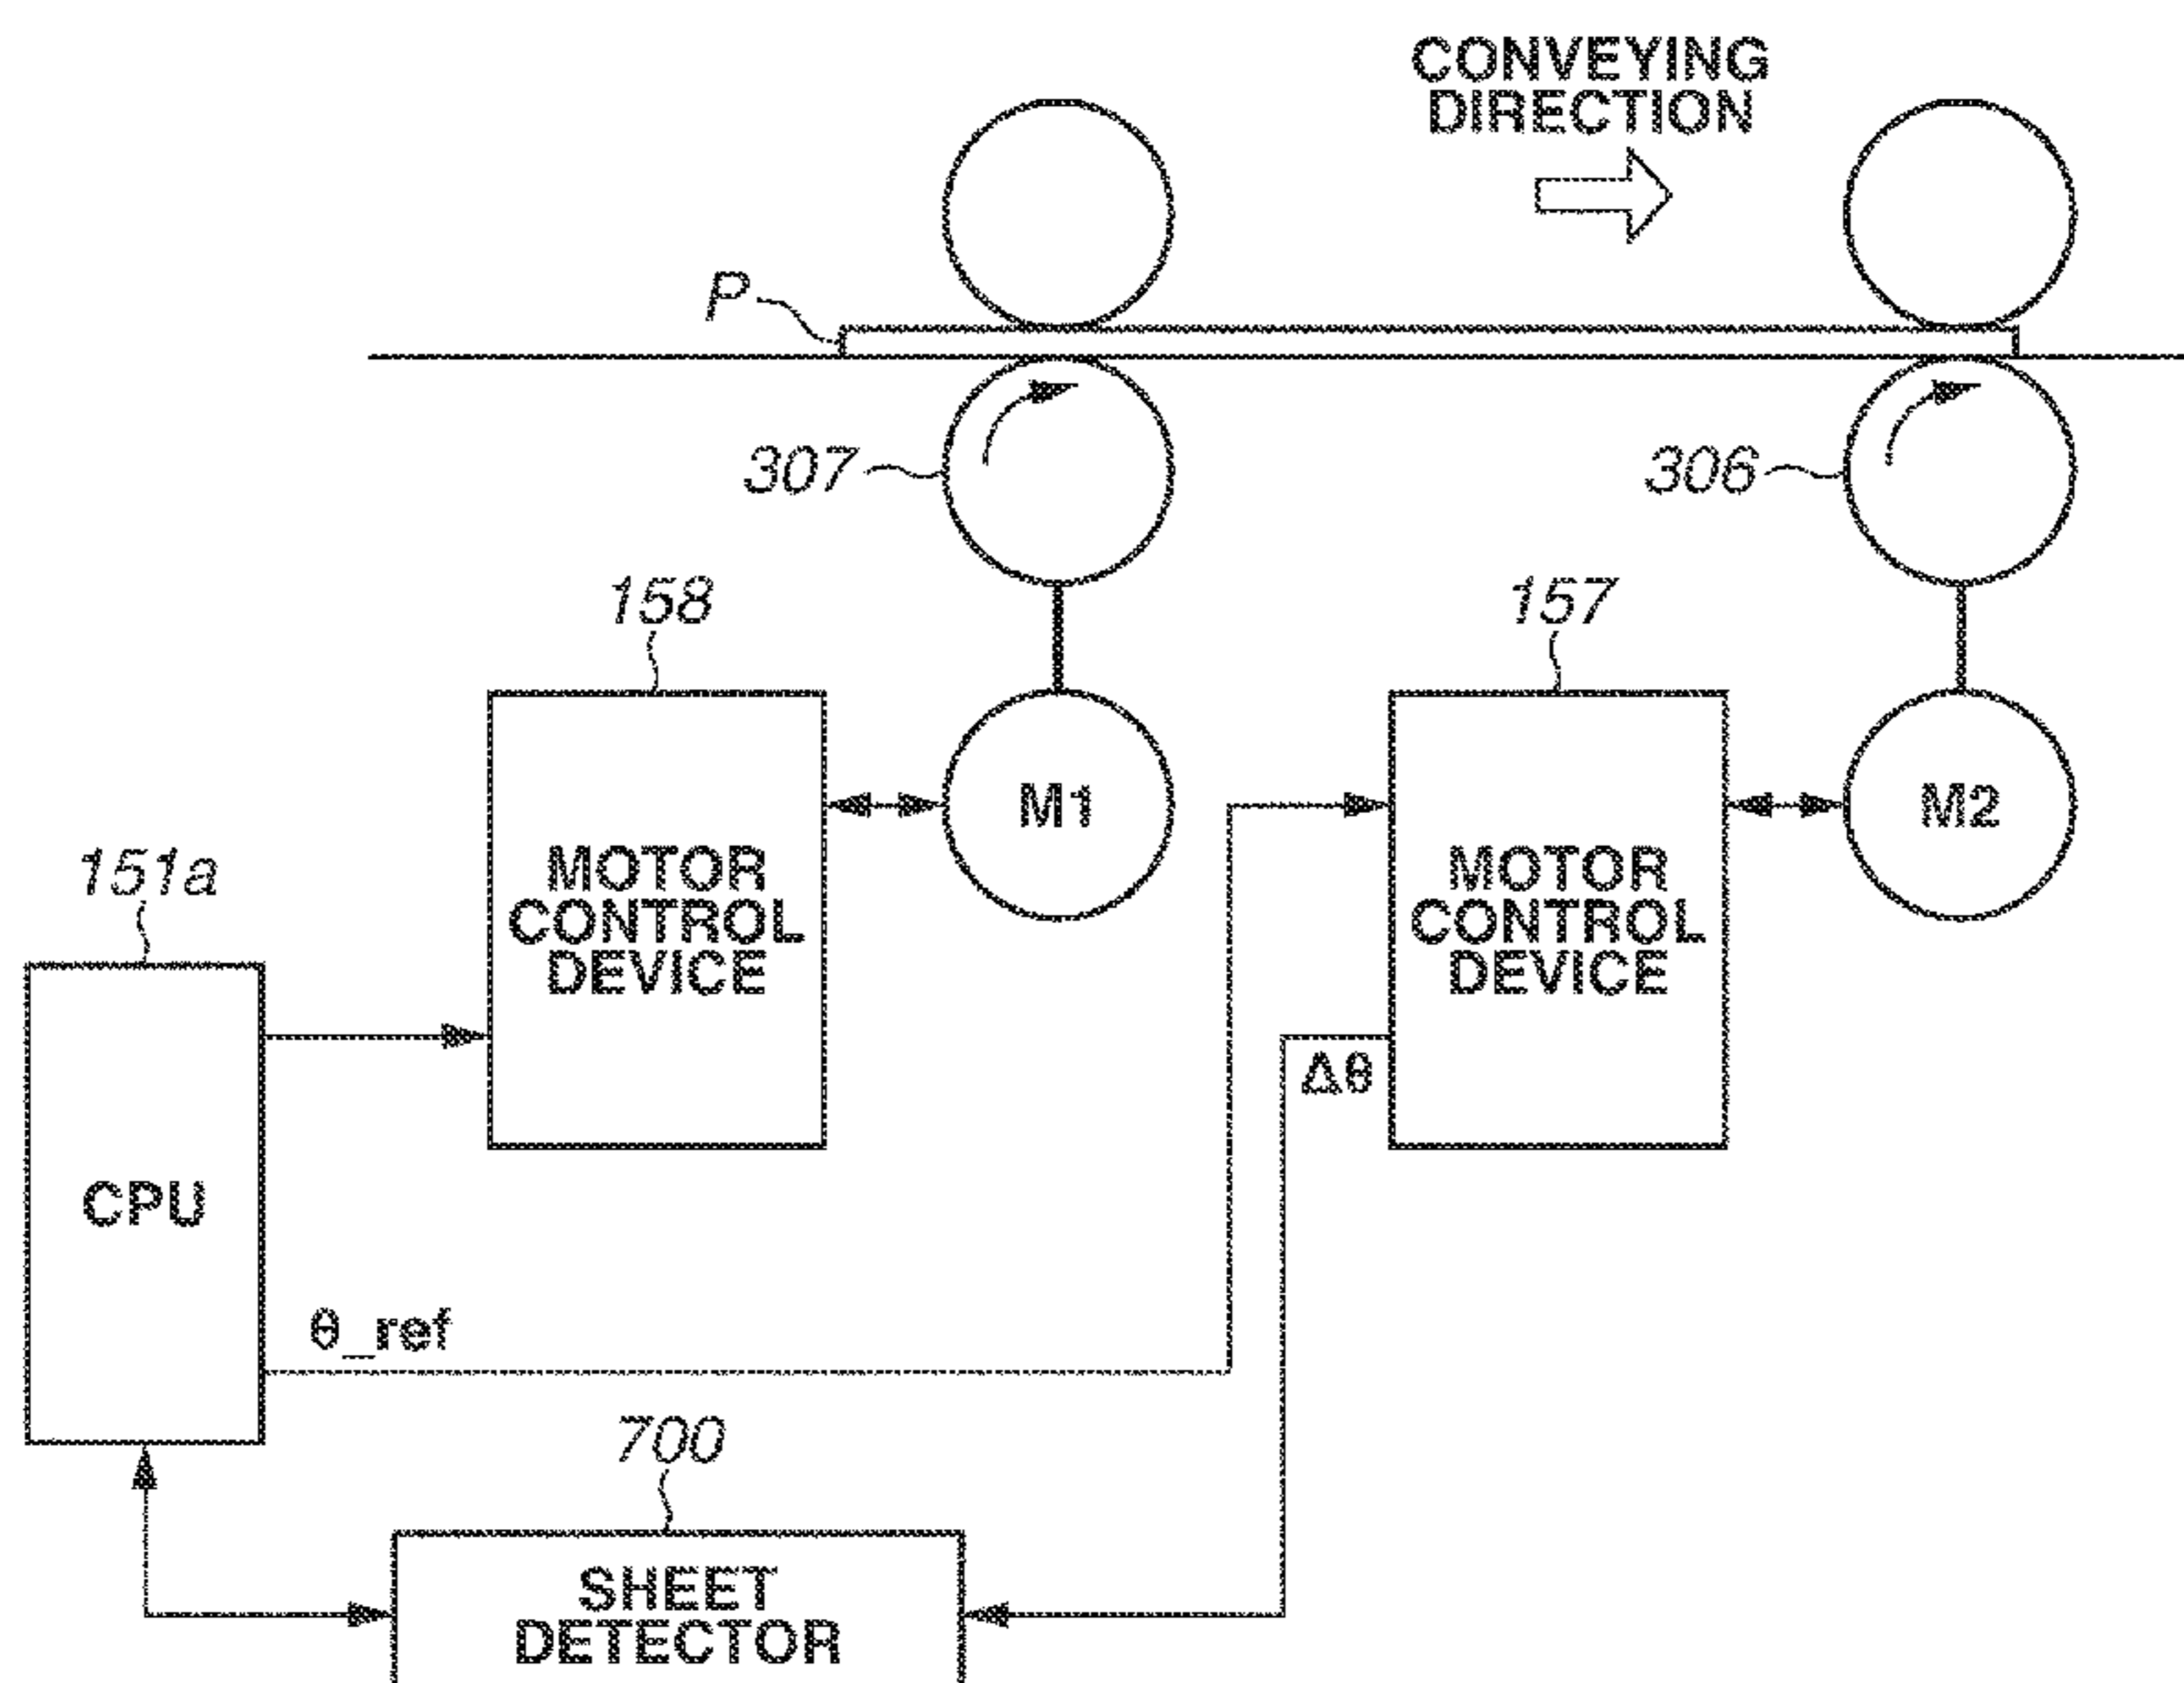 CONVEYING
DIRECTION
P
307
306
158
157
M1
M2
MOTOR
CONTROL
DEVICE
MOTOR
CONTROL
DEVICE
151a
Δθ
CPU
θ_ref
700
SHEET
DETECTOR